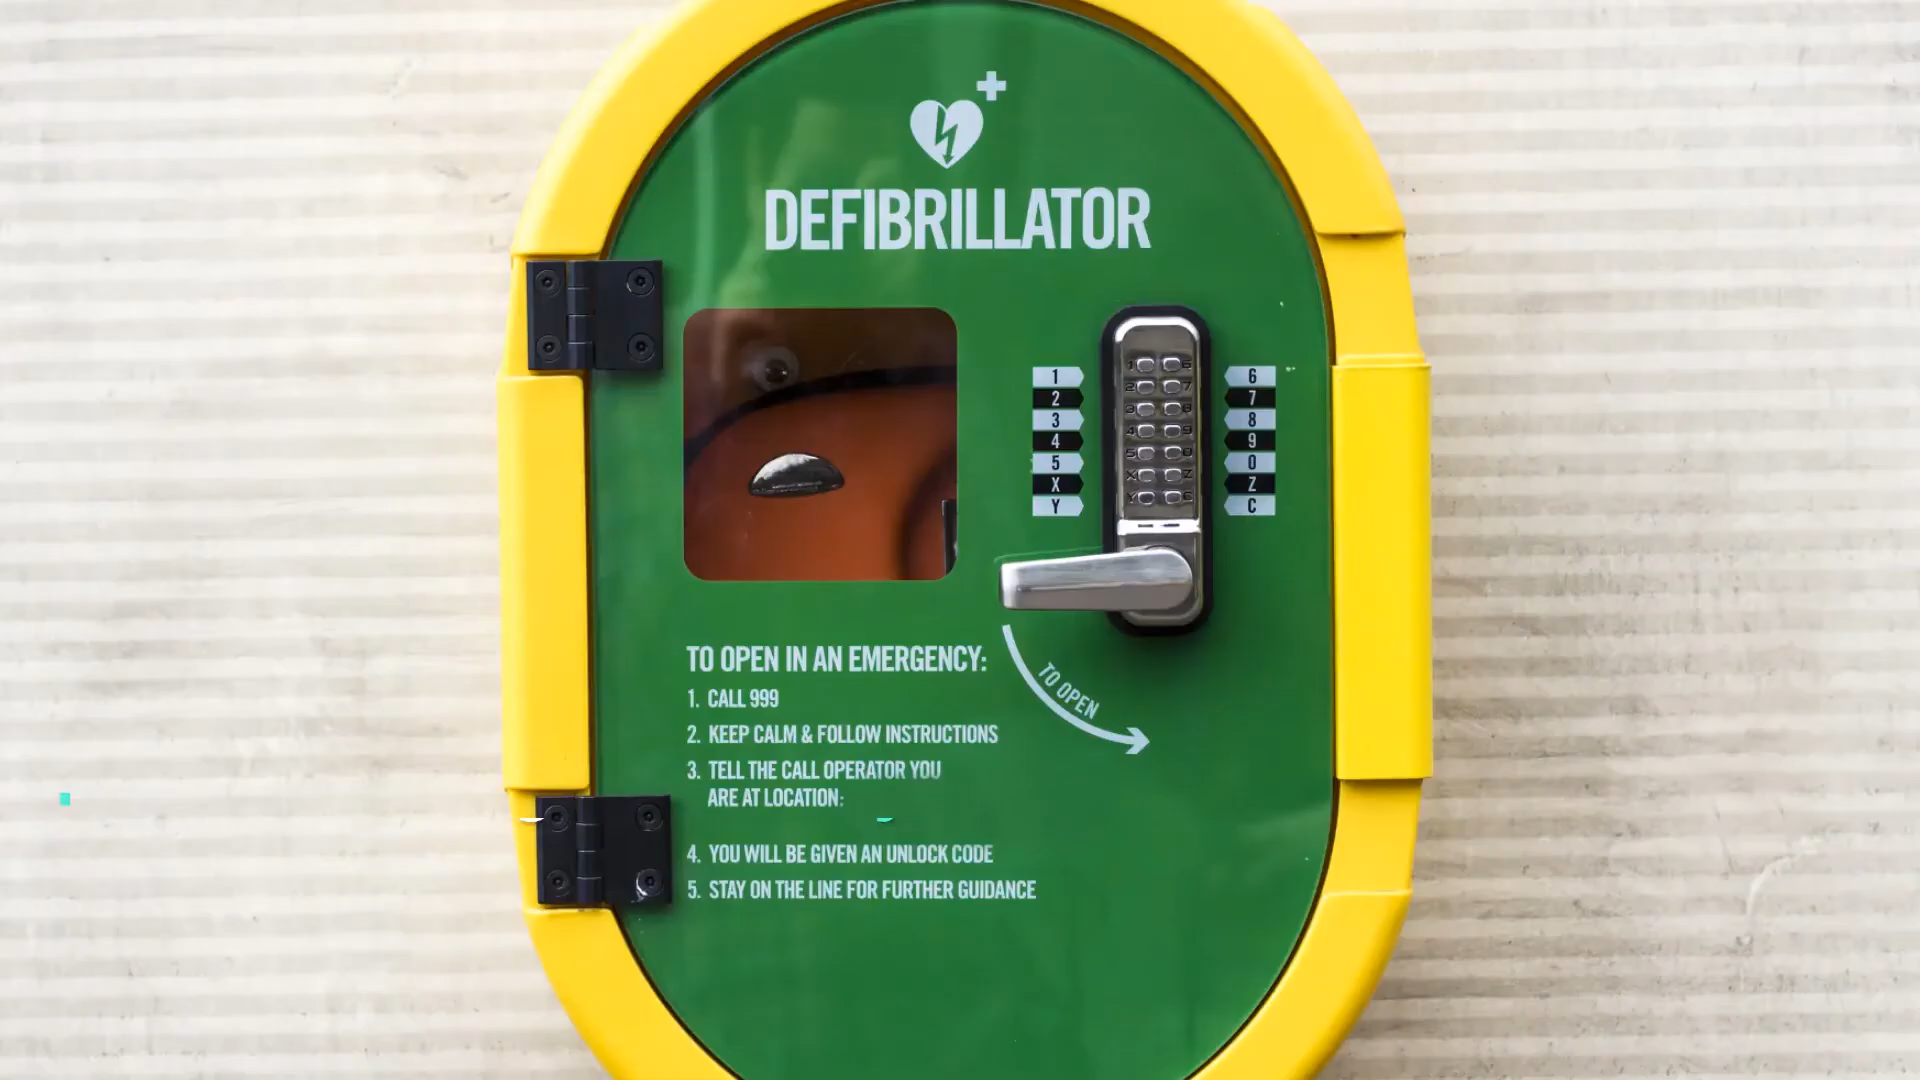 DEFIBRILLATOR
1 6
2 7
3 8
4 9
5 0
X Z
Y C
TO OPEN
TO OPEN IN AN EMERGENCY:
1. CALL 999
2. KEEP CALM & FOLLOW INSTRUCTIONS
3. TELL THE CALL OPERATOR YOU
ARE AT LOCATION:
4. YOU WILL BE GIVEN AN UNLOCK CODE
5. STAY ON THE LINE FOR FURTHER GUIDANCE